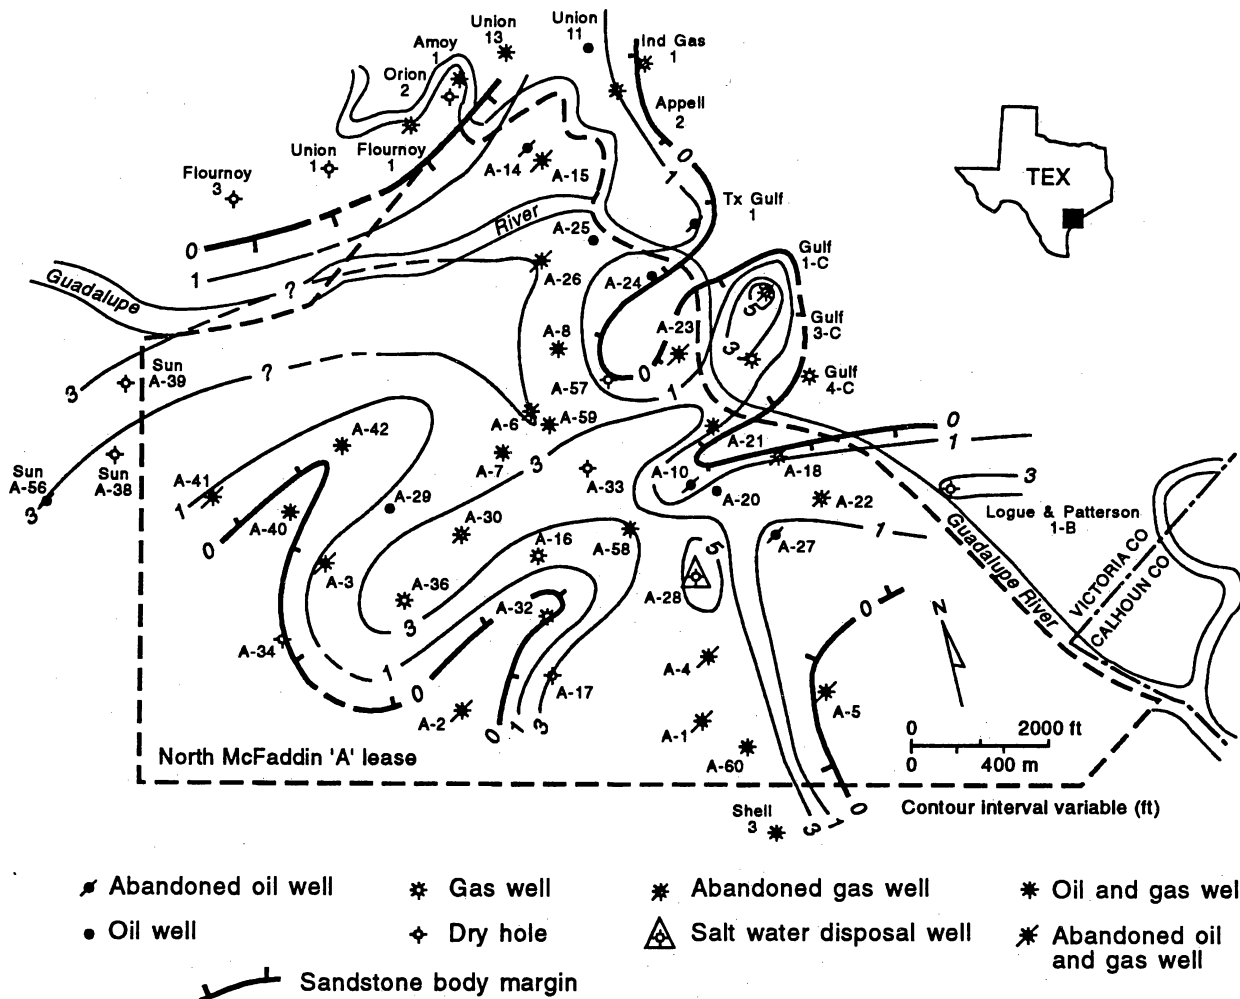 Union
13
Union
11
Amoy
1
Ind Gas
1
Orion
2
Appell
2
Union
1
Flournoy
1
Flournoy
3
A-14
A-15
0
1
TEX
Tx Gulf
1
River
A-25
0
1
Guadalupe
?
A-26
A-24
Gulf
1-C
5
Gulf
3-C
A-8
A-23
3
Sun
A-39
3
?
A-57
0
1
Gulf
4-C
A-6
A-59
A-42
A-21
0
1
Sun
A-56
3
Sun
A-38
A-41
1
A-7
3
A-33
A-10
A-18
A-20
A-22
3
Logue & Patterson
1-B
A-29
A-40
0
A-30
A-16
A-58
5
A-27
1
Guadalupe River
VICTORIA CO
CALHOUN CO
A-3
A-36
A-32
A-28
3
0
N
A-34
1
0
A-17
A-4
A-2
0
1
3
A-1
A-5
A-60
0
2000 ft
0
400 m
North McFaddin 'A' lease
Shell
3
3
1
0
Contour interval variable (ft)
Abandoned oil well
Gas well
Abandoned gas well
Oil and gas wel
Oil well
Dry hole
Salt water disposal well
Abandoned oil
and gas well
Sandstone body margin